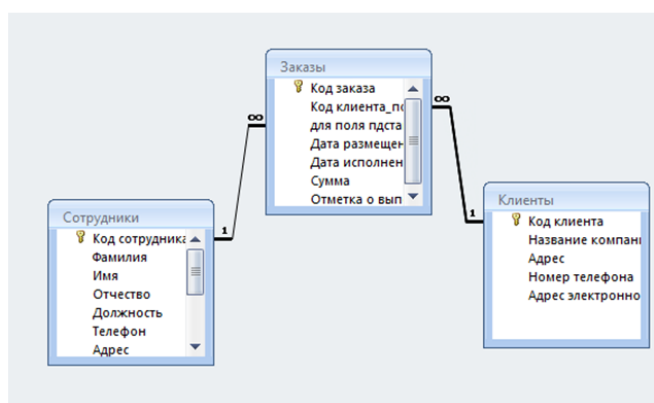 Заказы
Код заказа
Код клиента_по
для поля пдста
Дата размещен
Дата исполнен
Сумма
Отметка о вып
∞
∞
Сотрудники
Код сотрудника
Фамилия
Имя
Отчество
Должность
Телефон
Адрес
1
1
Клиенты
Код клиента
Название компани
Адрес
Номер телефона
Адрес электронно